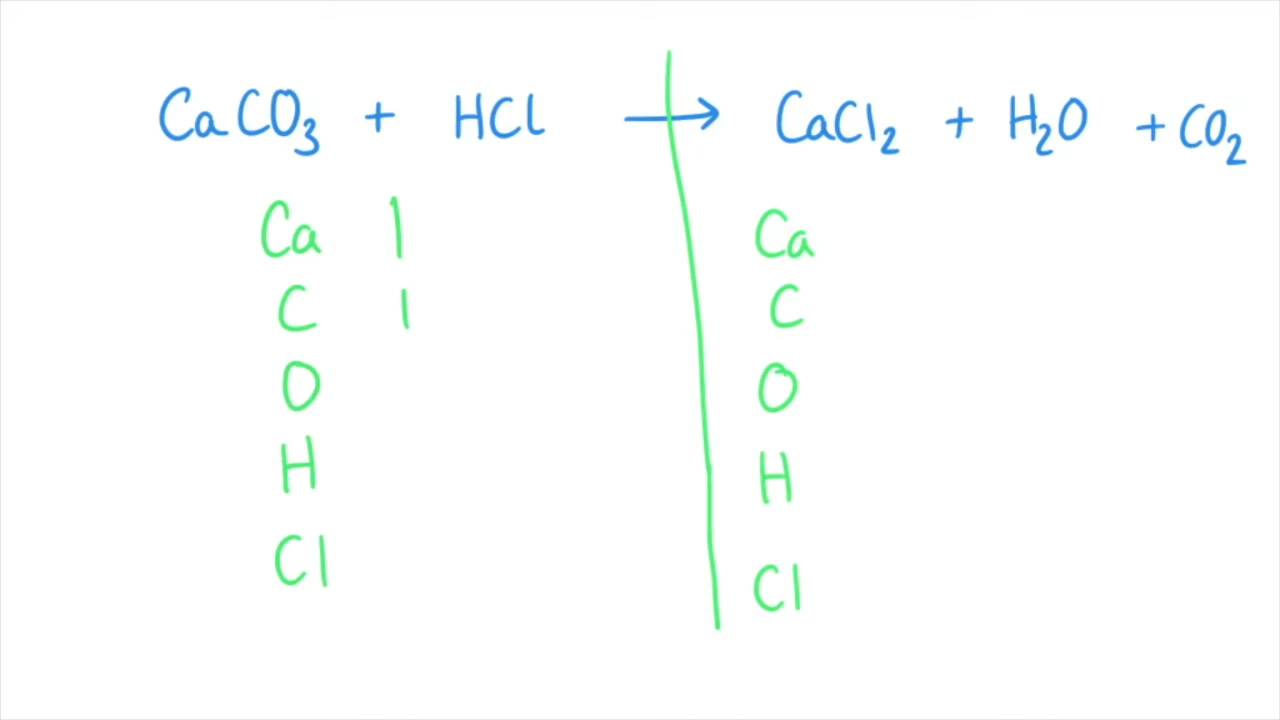 CaCO₃ + HCl → CaCl₂ + H₂O + CO₂
Ca 1 Ca
C 1 C
O O
H H
Cl Cl